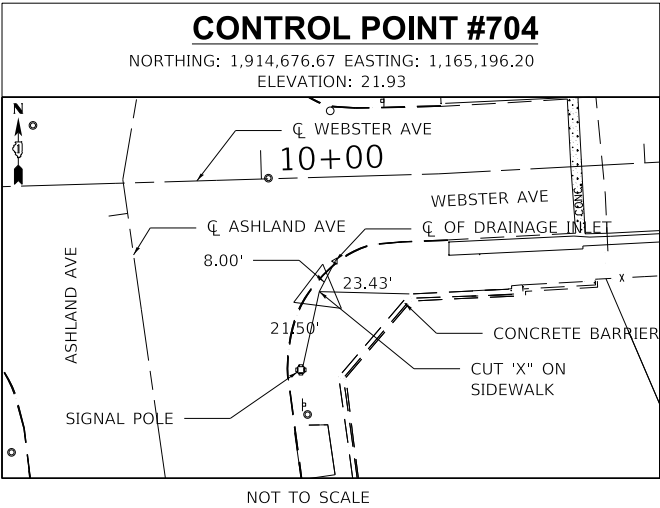 CONTROL POINT #704
NORTHING: 1,914,676.67 EASTING: 1,165,196.20
ELEVATION: 21.93
N
℄ WEBSTER AVE
10+00
WEBSTER AVE
CONC.
℄ ASHLAND AVE
℄ OF DRAINAGE INLET
ASHLAND AVE
8.00'
23.43'
X
21.50'
CONCRETE BARRIER
CUT 'X" ON
SIDEWALK
SIGNAL POLE
NOT TO SCALE